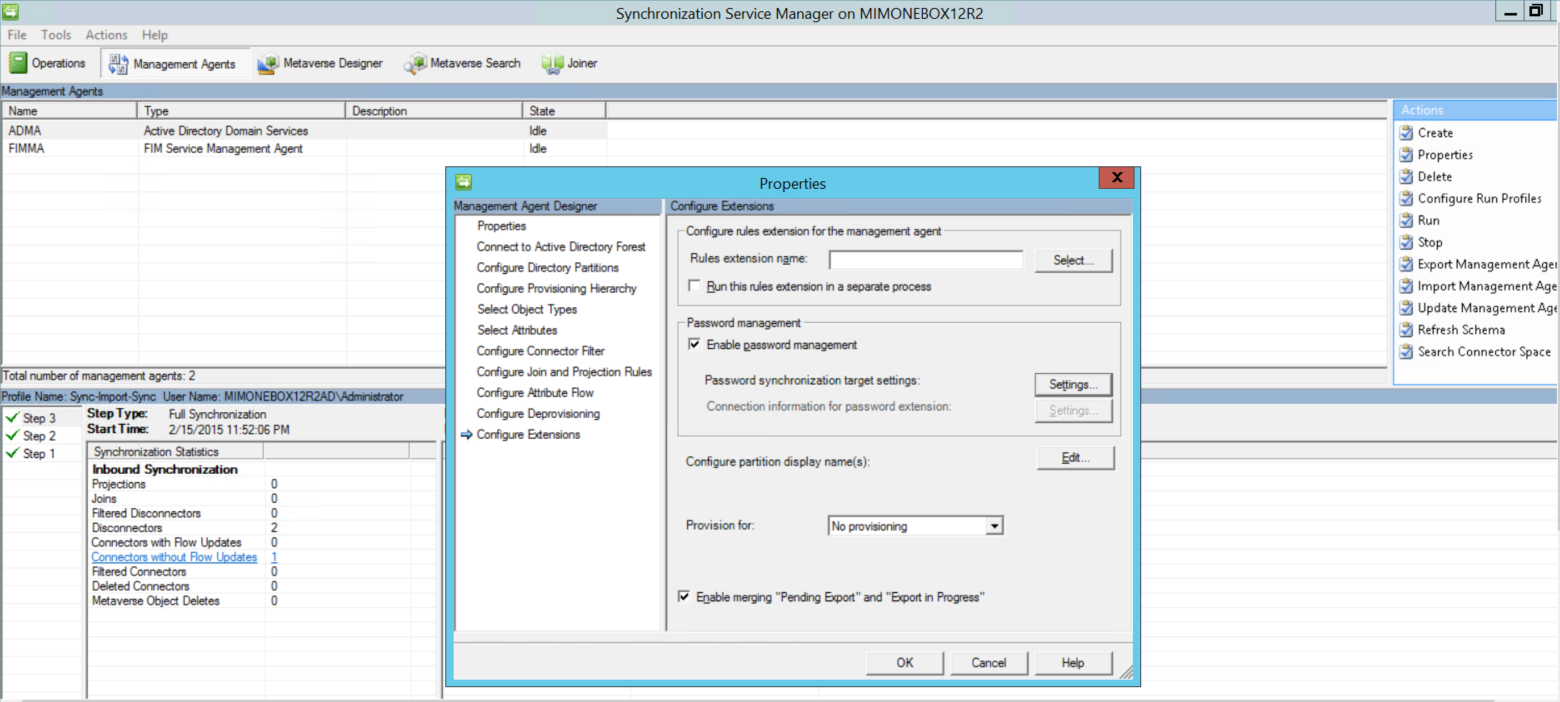 Synchronization Service Manager on MIMONEBOX12R2
File Tools Actions Help
Operations Management Agents Metaverse Designer Metaverse Search Joiner
Management Agents
Name Type Description State
ADMA Active Directory Domain Services Idle
FIMMA FIM Service Management Agent Idle
Total number of management agents: 2
Profile Name: Sync-Import-Sync User Name: MIMONEBOX12R2AD\Administrator
Step 3
Step 2
Step 1
Step Type: Full Synchronization
Start Time: 2/15/2015 11:52:06 PM
Synchronization Statistics
Inbound Synchronization
Projections 0
Joins 0
Filtered Disconnectors 0
Disconnectors 2
Connectors with Flow Updates 0
Connectors without Flow Updates 1
Filtered Connectors 0
Deleted Connectors 0
Metaverse Object Deletes 0
Properties
X
Management Agent Designer
Properties
Connect to Active Directory Forest
Configure Directory Partitions
Configure Provisioning Hierarchy
Select Object Types
Select Attributes
Configure Connector Filter
Configure Join and Projection Rules
Configure Attribute Flow
Configure Deprovisioning
Configure Extensions
Configure Extensions
Configure rules extension for the management agent
Rules extension name: Select...
Run this rules extension in a separate process
Password management
Enable password management
Password synchronization target settings: Settings...
Connection information for password extension: Settings...
Configure partition display name(s): Edit...
Provision for: No provisioning
Enable merging "Pending Export" and "Export in Progress"
OK Cancel Help
Actions
Create
Properties
Delete
Configure Run Profiles
Run
Stop
Export Management Ager
Import Management Age
Update Management Age
Refresh Schema
Search Connector Space